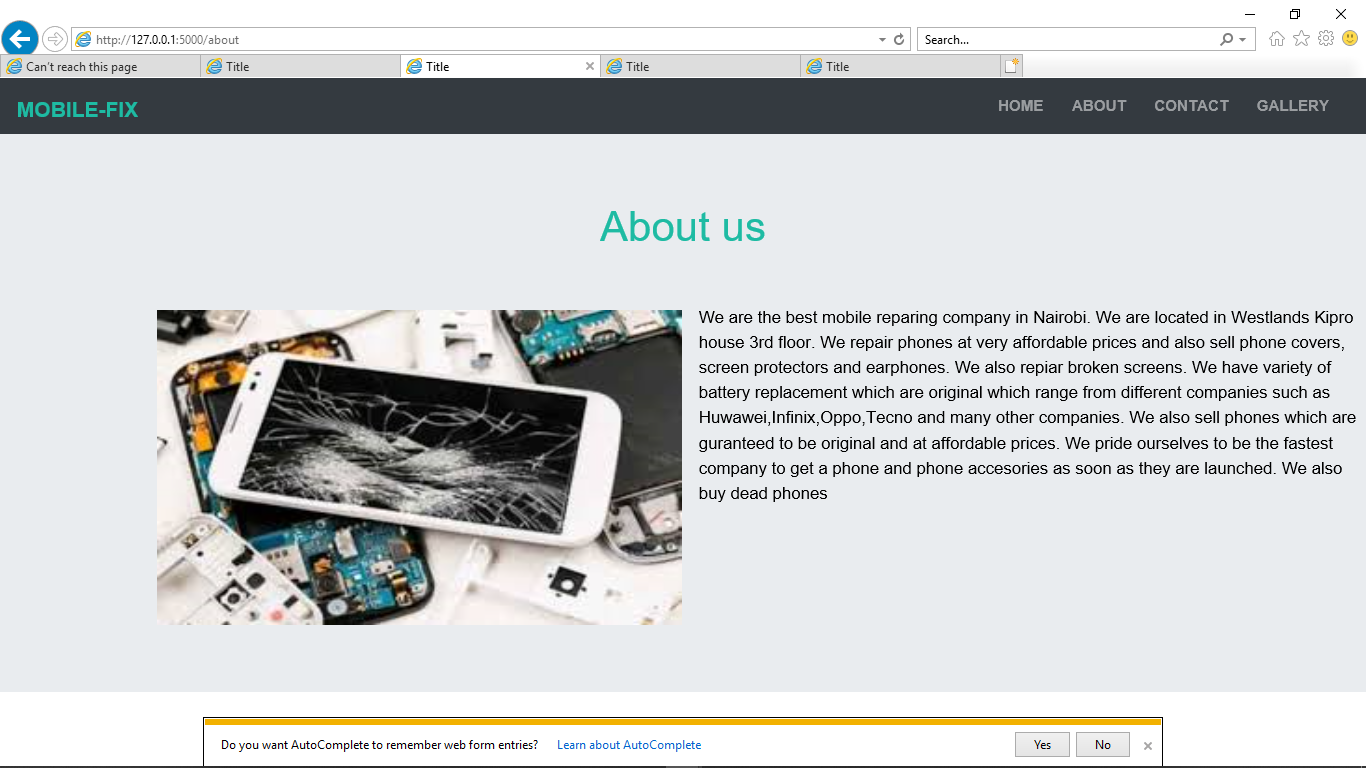 http://127.0.0.1:5000/about
Search...
Can't reach this page
Title
Title
Title
Title
MOBILE-FIX
HOME
ABOUT
CONTACT
GALLERY
About us
We are the best mobile reparing company in Nairobi. We are located in Westlands Kipro
house 3rd floor. We repair phones at very affordable prices and also sell phone covers,
screen protectors and earphones. We also repiar broken screens. We have variety of
battery replacement which are original which range from different companies such as
Huwawei,Infinix,Oppo,Tecno and many other companies. We also sell phones which are
guranteed to be original and at affordable prices. We pride ourselves to be the fastest
company to get a phone and phone accesories as soon as they are launched. We also
buy dead phones
Do you want AutoComplete to remember web form entries?
Learn about AutoComplete
Yes
No